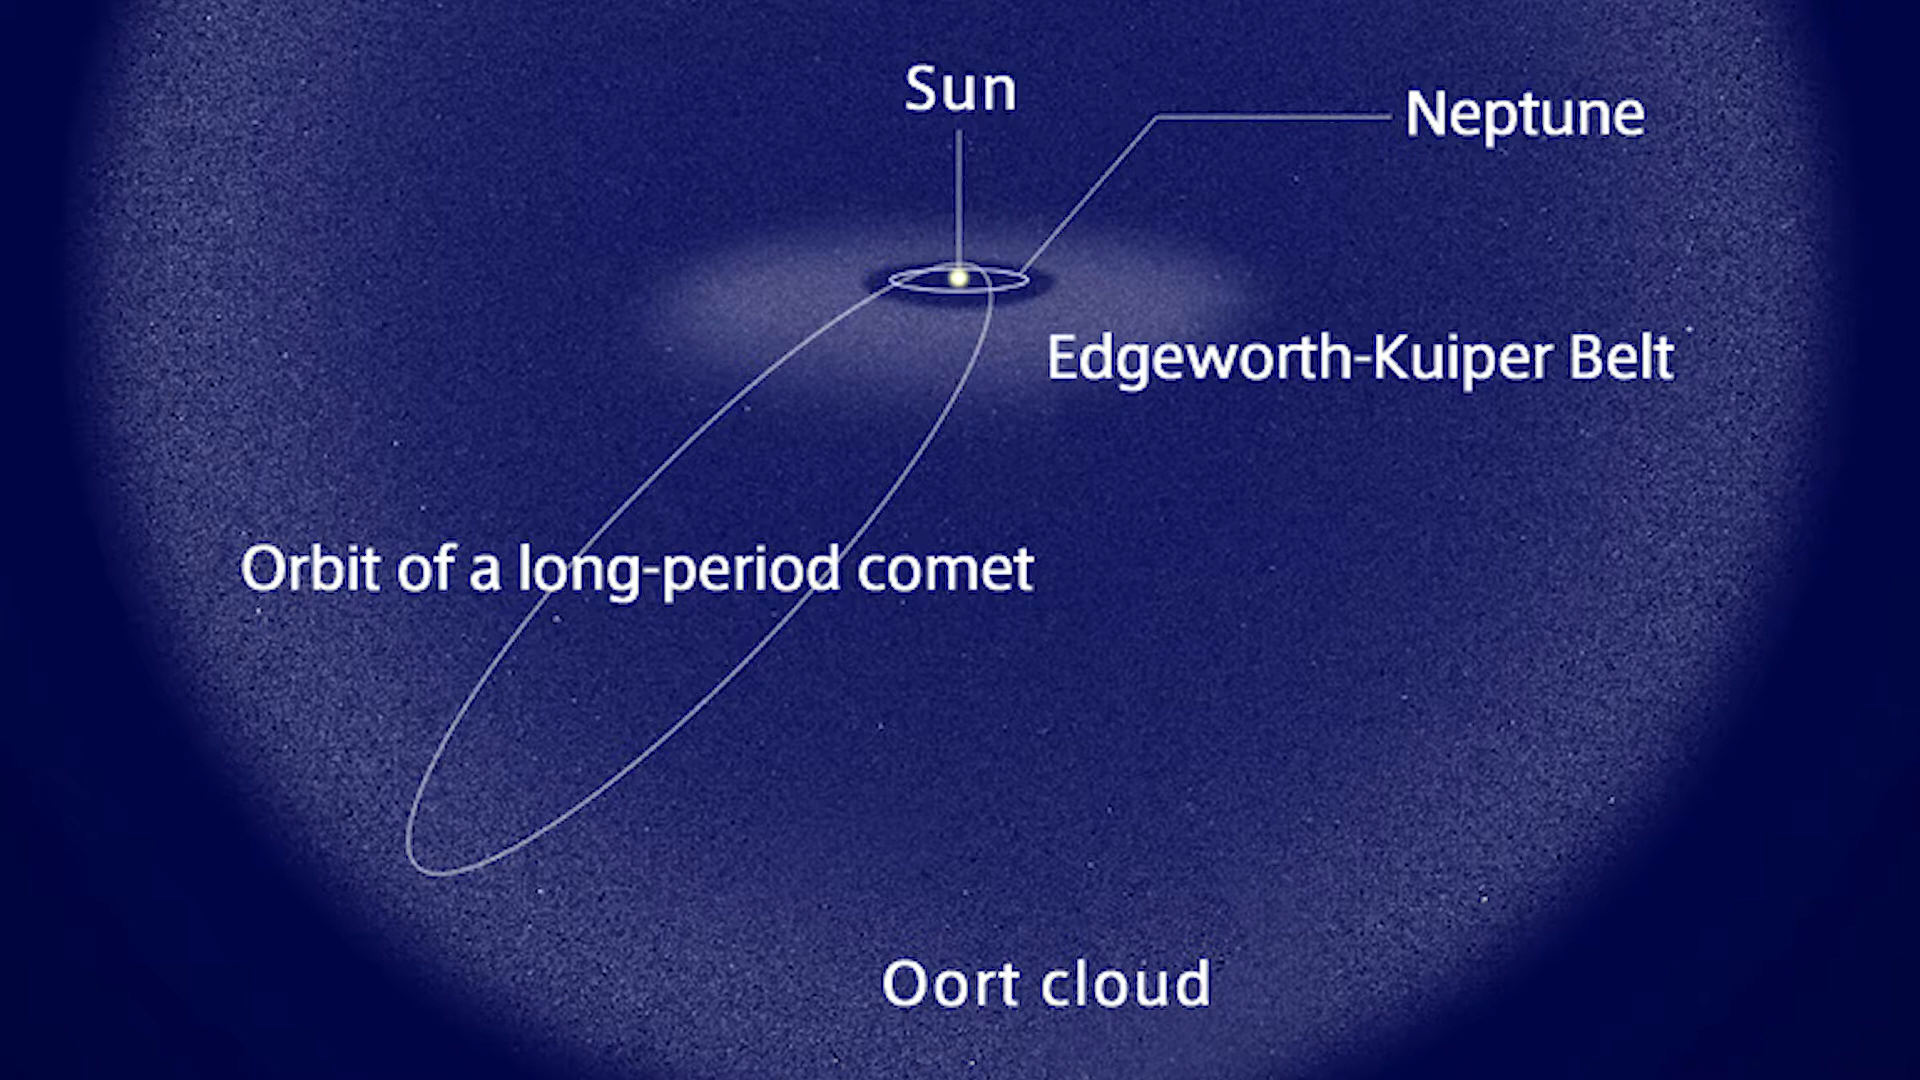 Sun
Neptune
Edgeworth-Kuiper Belt
Orbit of a long-period comet
Oort cloud